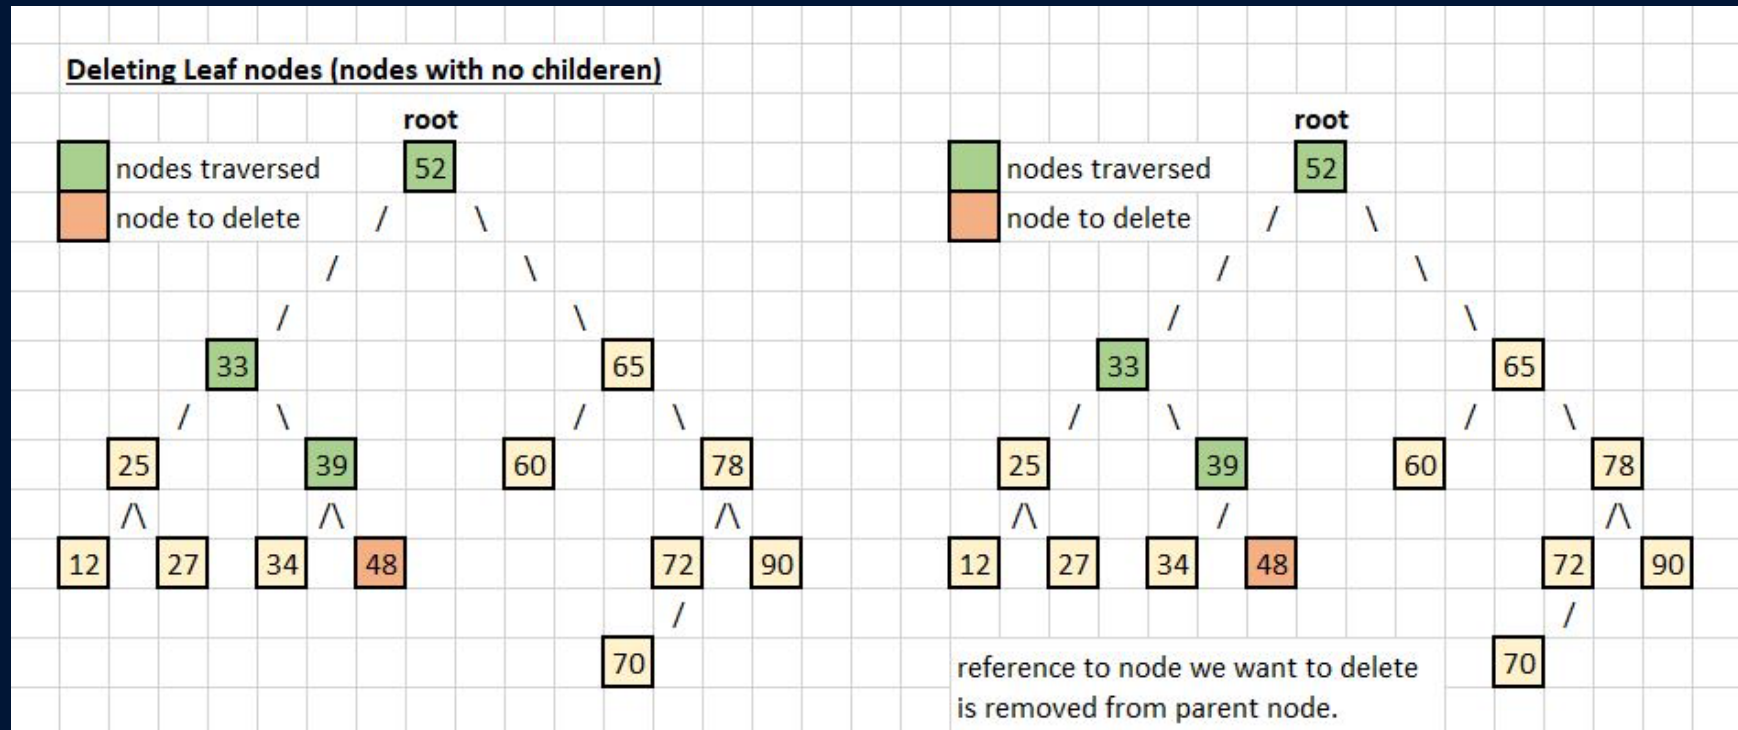 Deleting Leaf nodes (nodes with no childeren)
root root
nodes traversed 52 nodes traversed 52
node to delete / \ node to delete / \
/ \ / \
/ \ / \
33 65 33 65
/ \ / \ / \ / \
25 39 60 78 25 39 60 78
/\ /\ /\ /\ / /\
12 27 34 48 72 90 12 27 34 48 72 90
/ /
70 70
reference to node we want to delete
is removed from parent node.